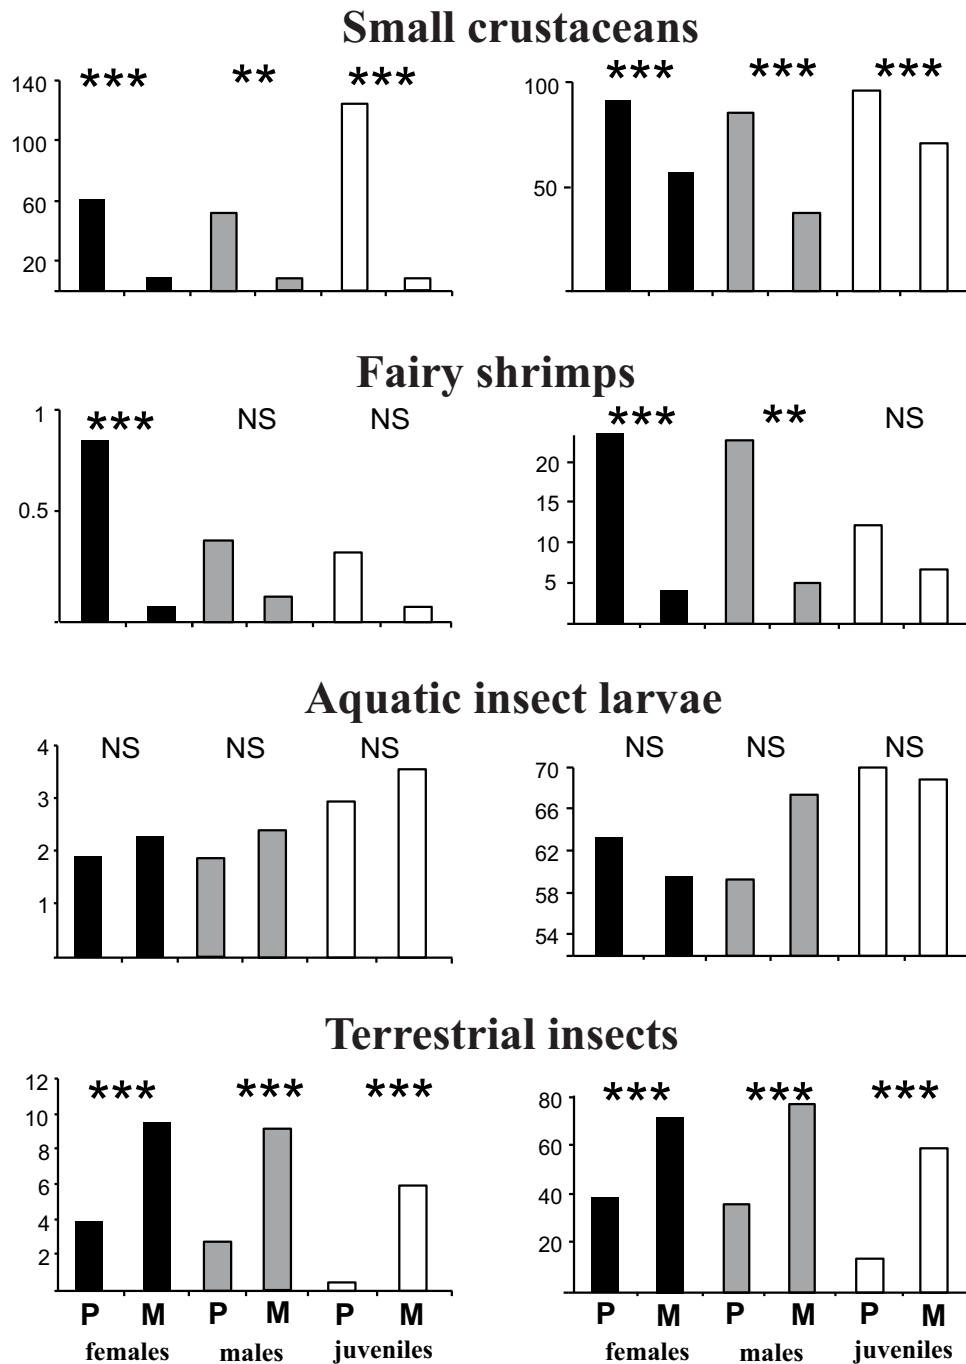 Small crustaceans
*** ** ***
140
100
60
20
*** *** ***
100
50
Fairy shrimps
*** NS NS
1
0.5
*** ** NS
20
15
10
5
Aquatic insect larvae
NS NS NS
4
3
2
1
NS NS NS
70
66
62
58
54
Terrestrial insects
*** *** ***
12
10
8
6
4
2
P M P M P M
females males juveniles
*** *** ***
80
60
40
20
P M P M P M
females males juveniles